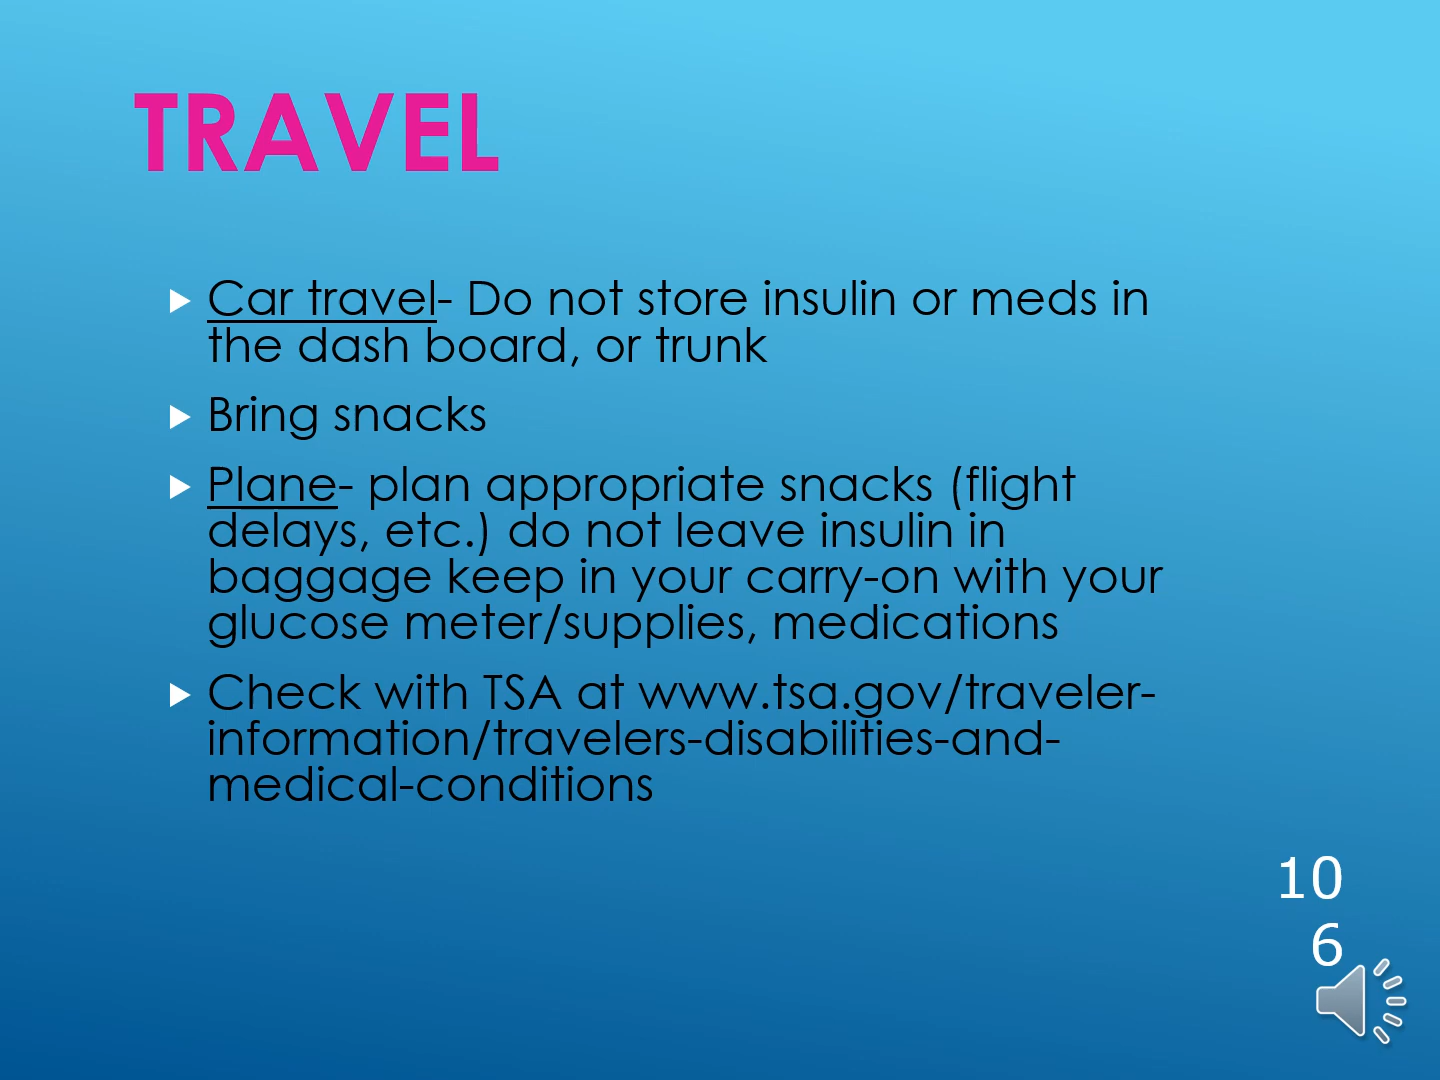 TRAVEL
Car travel- Do not store insulin or meds in
the dash board, or trunk
Bring snacks
Plane- plan appropriate snacks (flight
delays, etc.) do not leave insulin in
baggage keep in your carry-on with your
glucose meter/supplies, medications
Check with TSA at www.tsa.gov/traveler-
information/travelers-disabilities-and-
medical-conditions
10
6